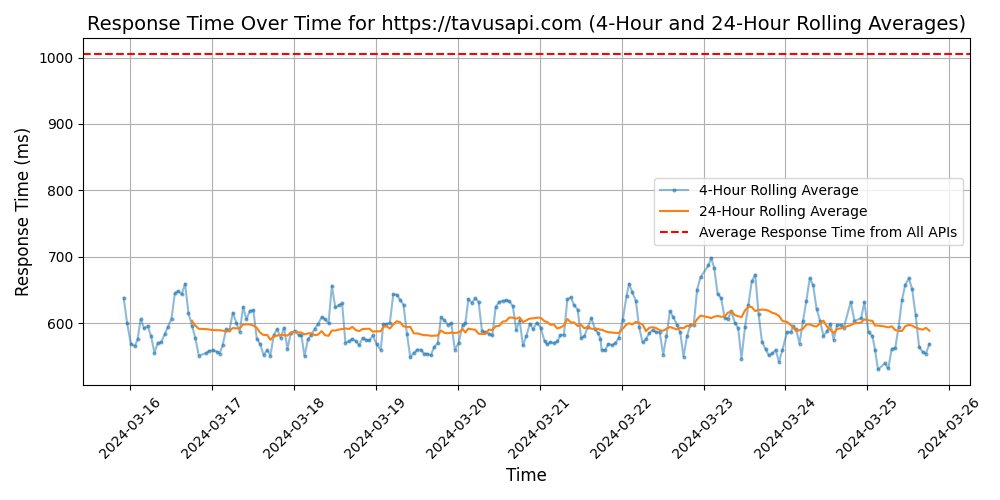 Response Time Over Time for https://tavusapi.com (4-Hour and 24-Hour Rolling Averages)
Response Time (ms)
1000
900
800
700
600
4-Hour Rolling Average
24-Hour Rolling Average
Average Response Time from All APIs
2024-03-16
2024-03-17
2024-03-18
2024-03-19
2024-03-20
2024-03-21
2024-03-22
2024-03-23
2024-03-24
2024-03-25
2024-03-26
Time